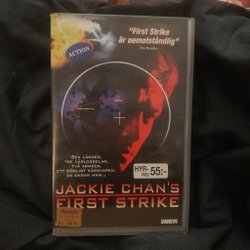 "First Strike
är oemotståndlig"
ACTION
SEX LÄNDER,
TRE VÄRLDSDELAR,
TVÅ ARMÉER,
ETT DÖDLIGT KÄRNVAPEN,
EN ENDA MAN...
HYR-
55:-
JACKIE CHAN'S
FIRST STRIKE
SANDREWS